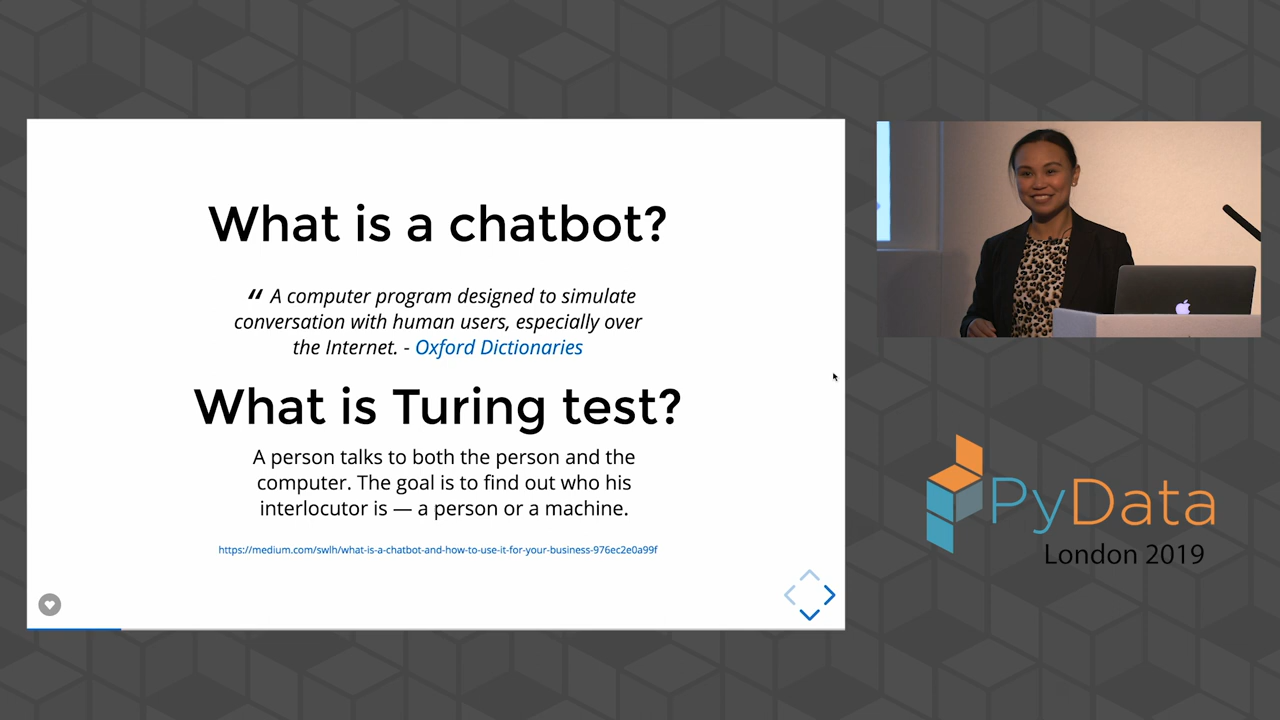 What is a chatbot?
“ A computer program designed to simulate
conversation with human users, especially over
the Internet. - Oxford Dictionaries
What is Turing test?
A person talks to both the person and the
computer. The goal is to find out who his
interlocutor is — a person or a machine.
https://medium.com/swlh/what-is-a-chatbot-and-how-to-use-it-for-your-business-976ec2e0a99f
PyData
London 2019